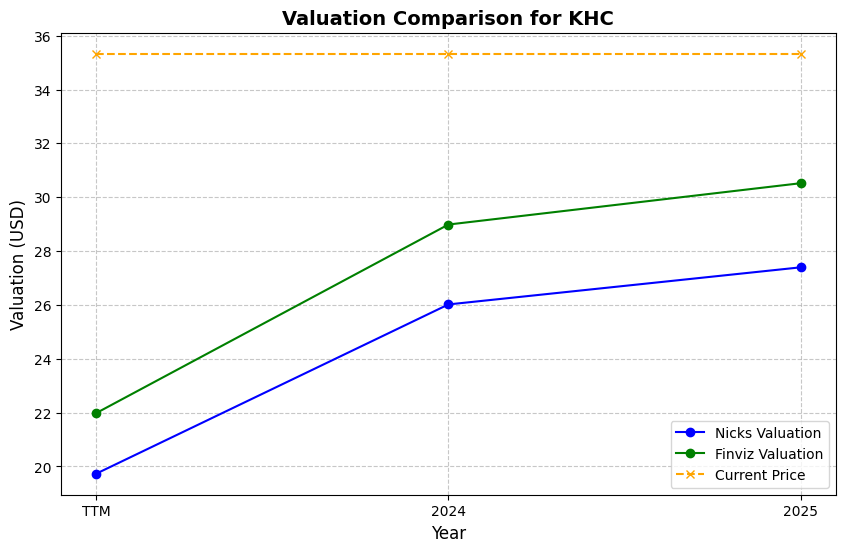 Valuation Comparison for KHC
Valuation (USD)
36
34
32
30
28
26
24
22
20
TTM
2024
2025
Year
Nicks Valuation
Finviz Valuation
Current Price